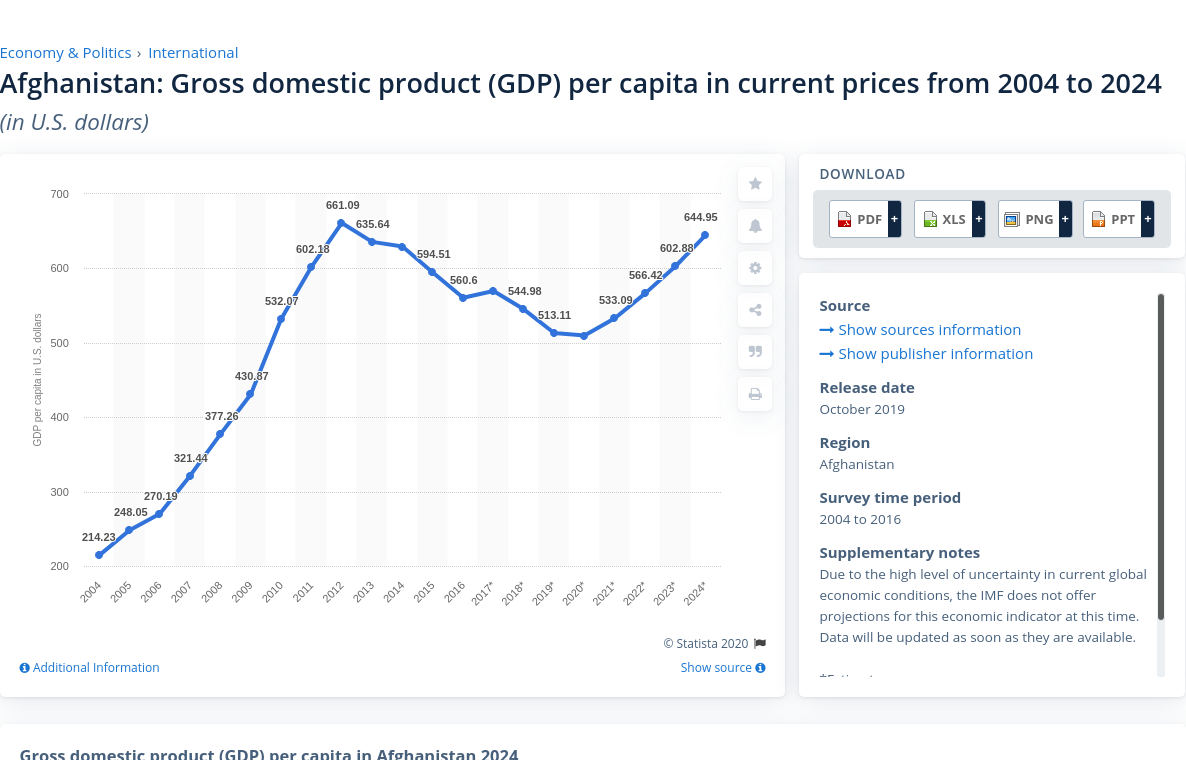 Economy & Politics › International
Afghanistan: Gross domestic product (GDP) per capita in current prices from 2004 to 2024
(in U.S. dollars)
GDP per capita in U.S. dollars
700
600
500
400
300
200
214.23
248.05
270.19
321.44
377.26
430.87
532.07
602.18
661.09
635.64
594.51
560.6
544.98
513.11
533.09
566.42
602.88
644.95
2004
2005
2006
2007
2008
2009
2010
2011
2012
2013
2014
2015
2016
2017*
2018*
2019*
2020*
2021*
2022*
2023*
2024*
© Statista 2020
Additional Information
Show source
DOWNLOAD
PDF + XLS + PNG + PPT +
Source
Show sources information
Show publisher information
Release date
October 2019
Region
Afghanistan
Survey time period
2004 to 2016
Supplementary notes
Due to the high level of uncertainty in current global
economic conditions, the IMF does not offer
projections for this economic indicator at this time.
Data will be updated as soon as they are available.
Gross domestic product (GDP) per capita in Afghanistan 2024